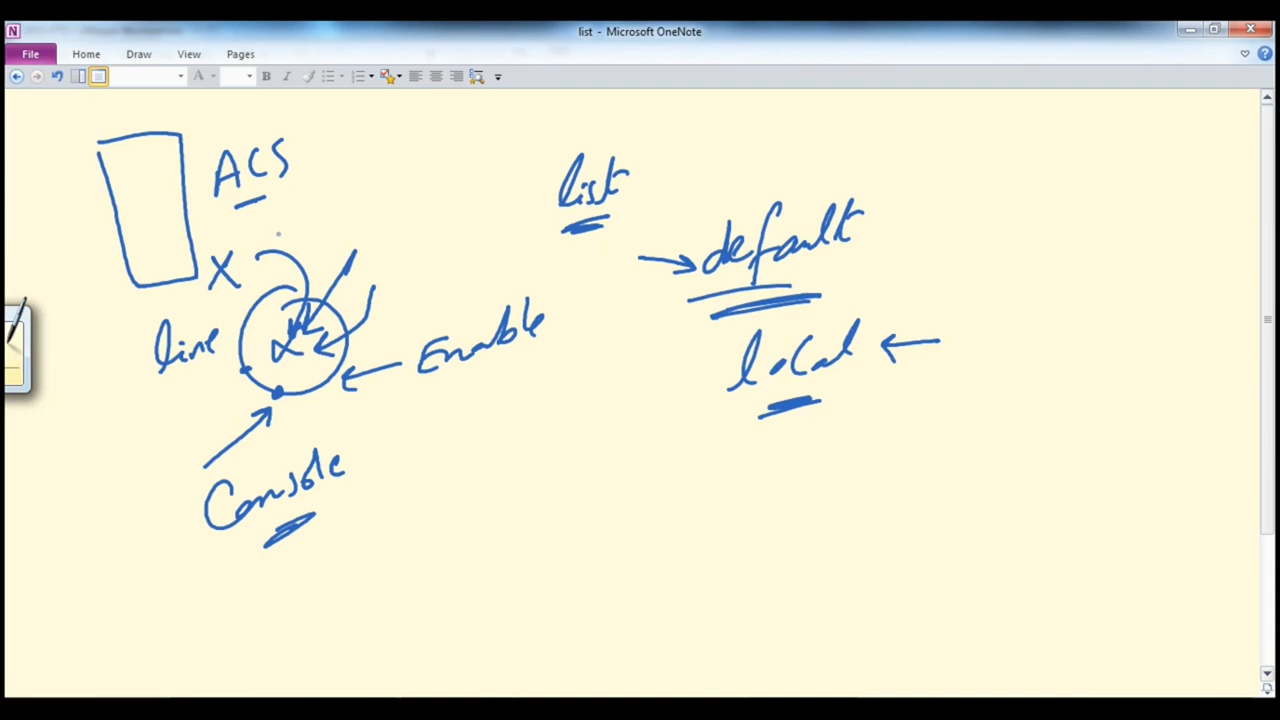 list - Microsoft OneNote
File Home Draw View Pages
ACS
X
line
Enable
Console
list
default
local